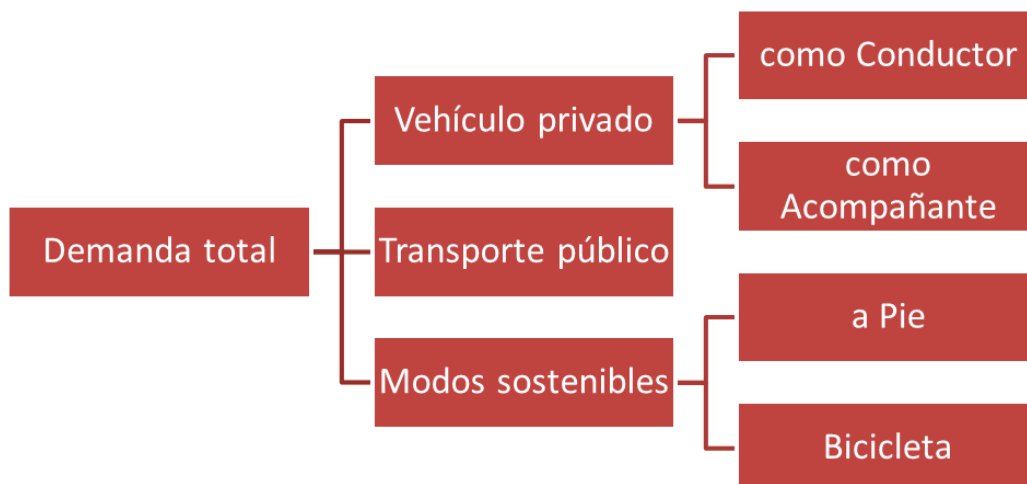 Demanda total
Vehículo privado
como Conductor
como
Acompañante
Transporte público
Modos sostenibles
a Pie
Bicicleta